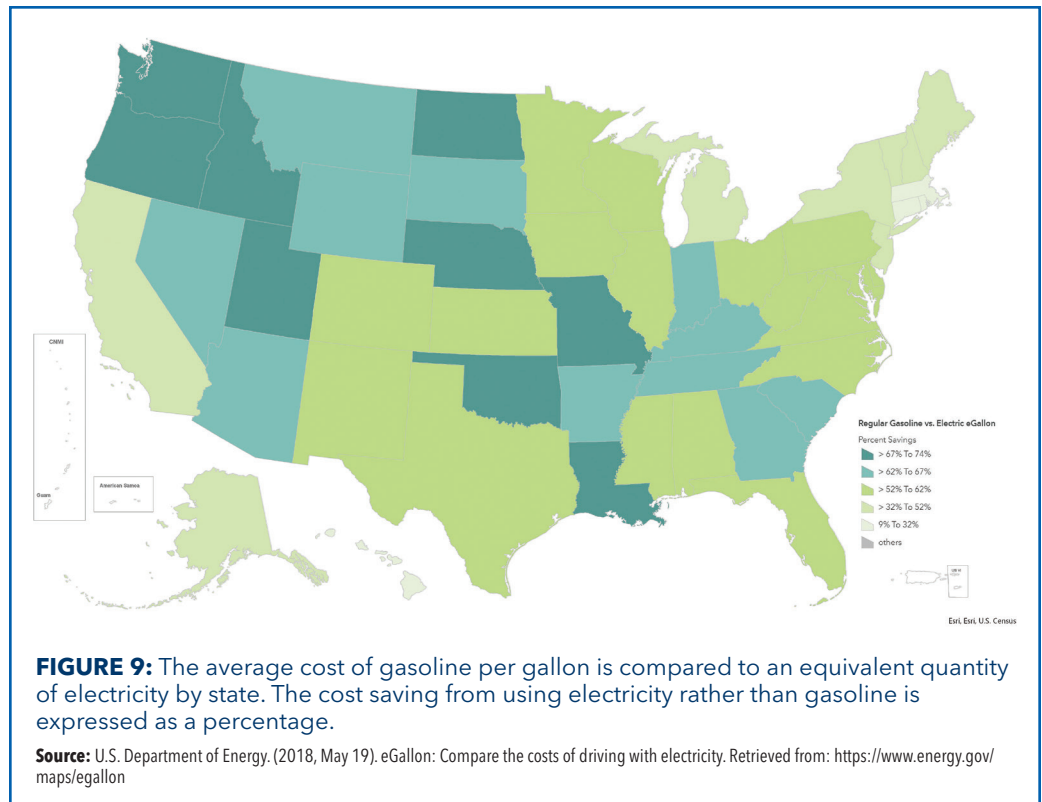 CNMI
Guam
American Samoa
Regular Gasoline vs. Electric eGallon
Percent Savings
> 67% To 74%
> 62% To 67%
> 52% To 62%
> 32% To 52%
9% To 32%
others
Esri, Esri, U.S. Census
FIGURE 9: The average cost of gasoline per gallon is compared to an equivalent quantity
of electricity by state. The cost saving from using electricity rather than gasoline is
expressed as a percentage.
Source: U.S. Department of Energy. (2018, May 19). eGallon: Compare the costs of driving with electricity. Retrieved from: https://www.energy.gov/
maps/egallon